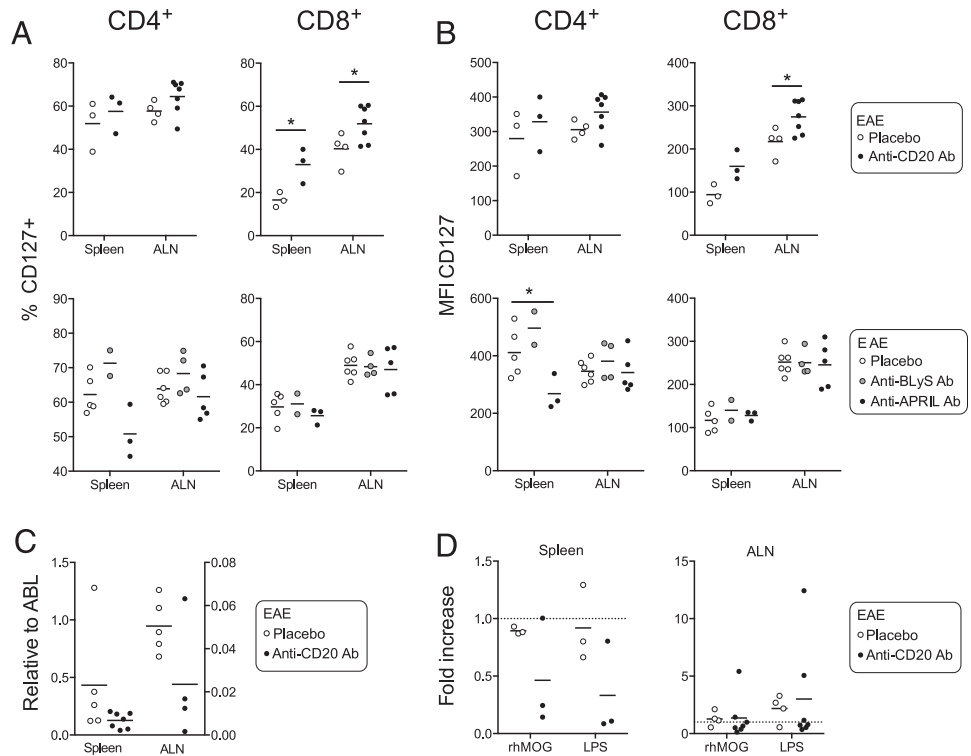 A
CD4+
CD8+
B
CD4+
CD8+
% CD127+
80
60
40
20
0
Spleen
ALN
80
60
40
20
0
*
*
Spleen
ALN
MFI CD127
500
400
300
200
100
0
Spleen
ALN
400
300
200
100
0
*
Spleen
ALN
EAE
Placebo
Anti-CD20 Ab
90
80
70
60
50
40
Spleen
ALN
80
60
40
20
0
Spleen
ALN
600
400
200
0
*
Spleen
ALN
400
300
200
100
0
Spleen
ALN
E AE
Placebo
Anti-BLyS Ab
Anti-APRIL Ab
C
Relative to ABL
1.5
1.0
0.5
0.0
0.08
0.06
0.04
0.02
0.00
Spleen
ALN
EAE
Placebo
Anti-CD20 Ab
D
Fold increase
Spleen
1.5
1.0
0.5
0.0
rhMOG
LPS
ALN
15
10
5
0
rhMOG
LPS
EAE
Placebo
Anti-CD20 Ab